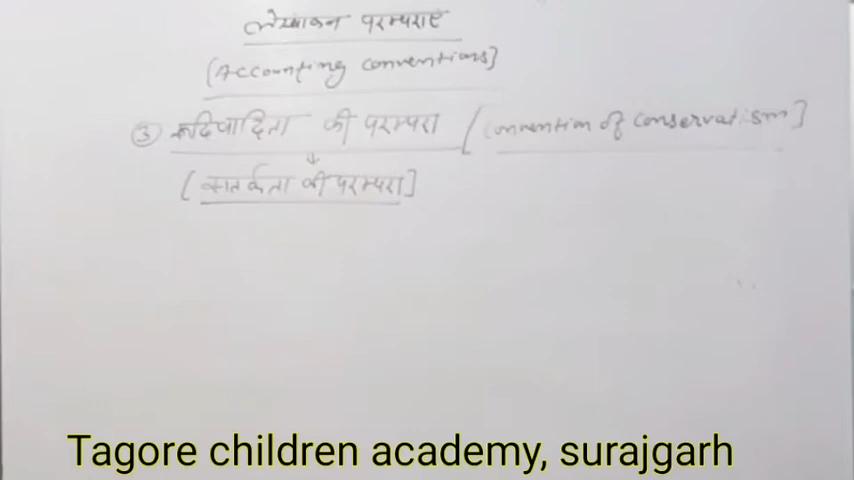 लेखांकन परम्पराएँ
(Accounting conventions]
③ रूढिवादिता की परम्परा [convention of conservatism]
↓
[सतर्कता की परम्परा]
Tagore children academy, surajgarh